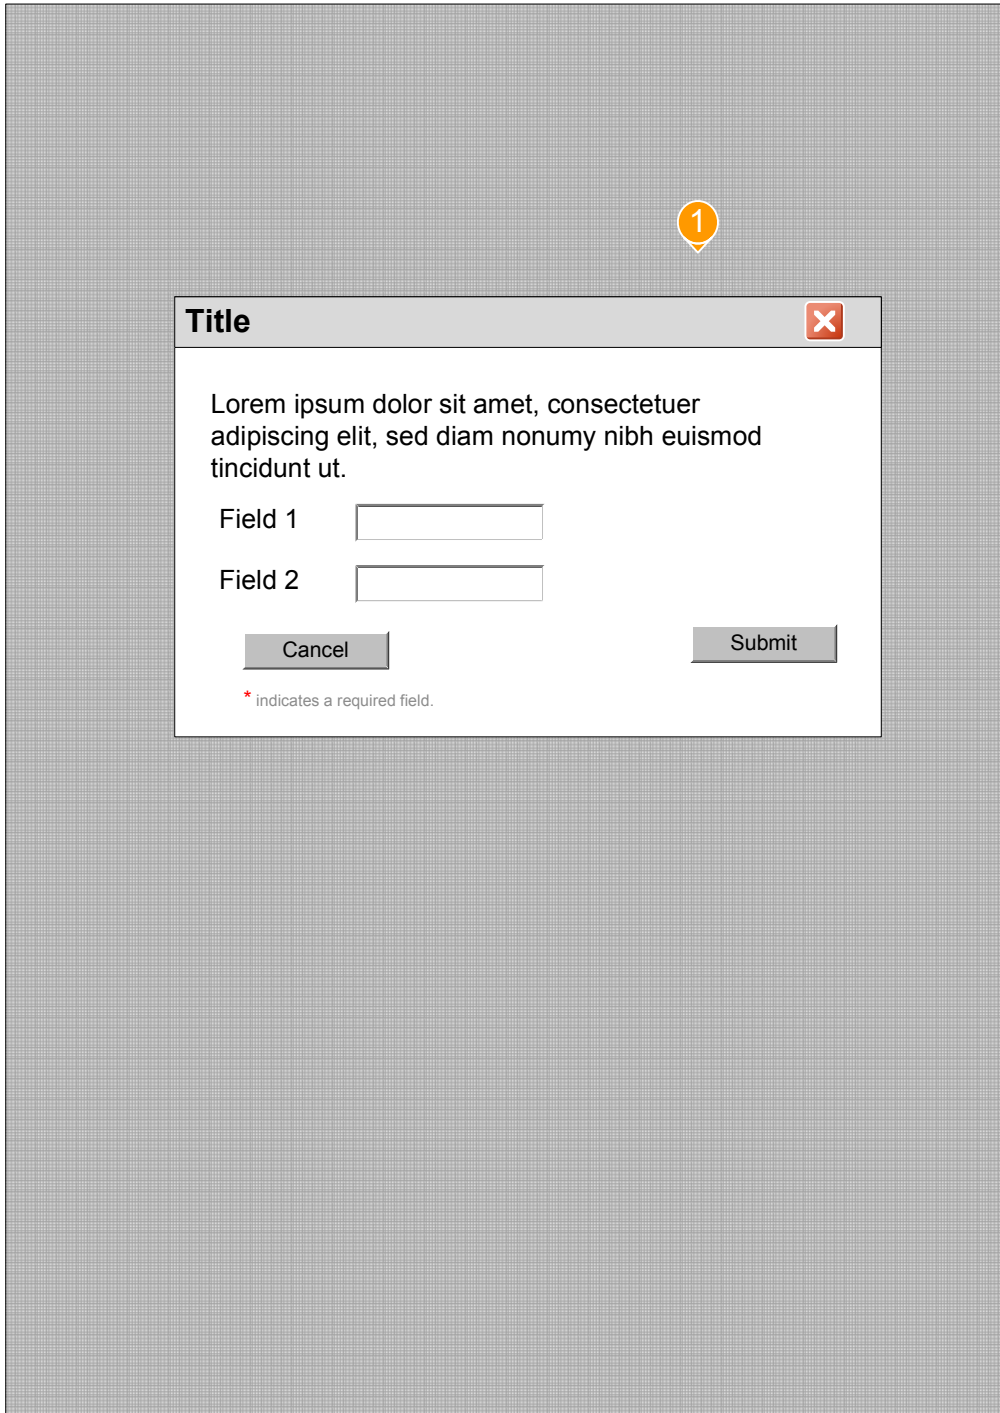 1
Title
Lorem ipsum dolor sit amet, consectetuer
adipiscing elit, sed diam nonumy nibh euismod
tincidunt ut.
Field 1
Field 2
Cancel
Submit
* indicates a required field.